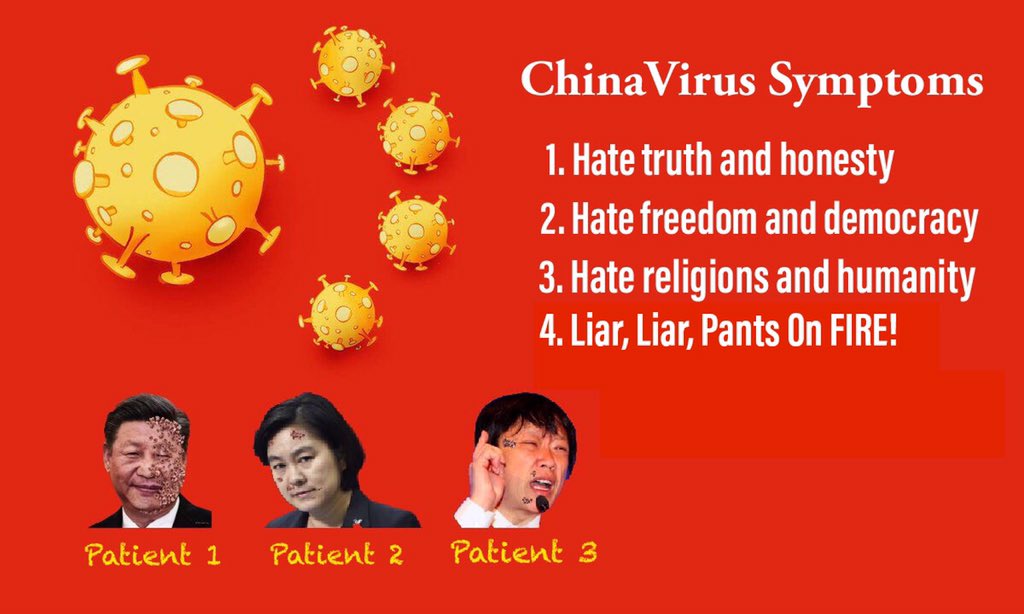 ChinaVirus Symptoms
1. Hate truth and honesty
2. Hate freedom and democracy
3. Hate religions and humanity
4. Liar, Liar, Pants On FIRE!
Patient 1
Patient 2
Patient 3